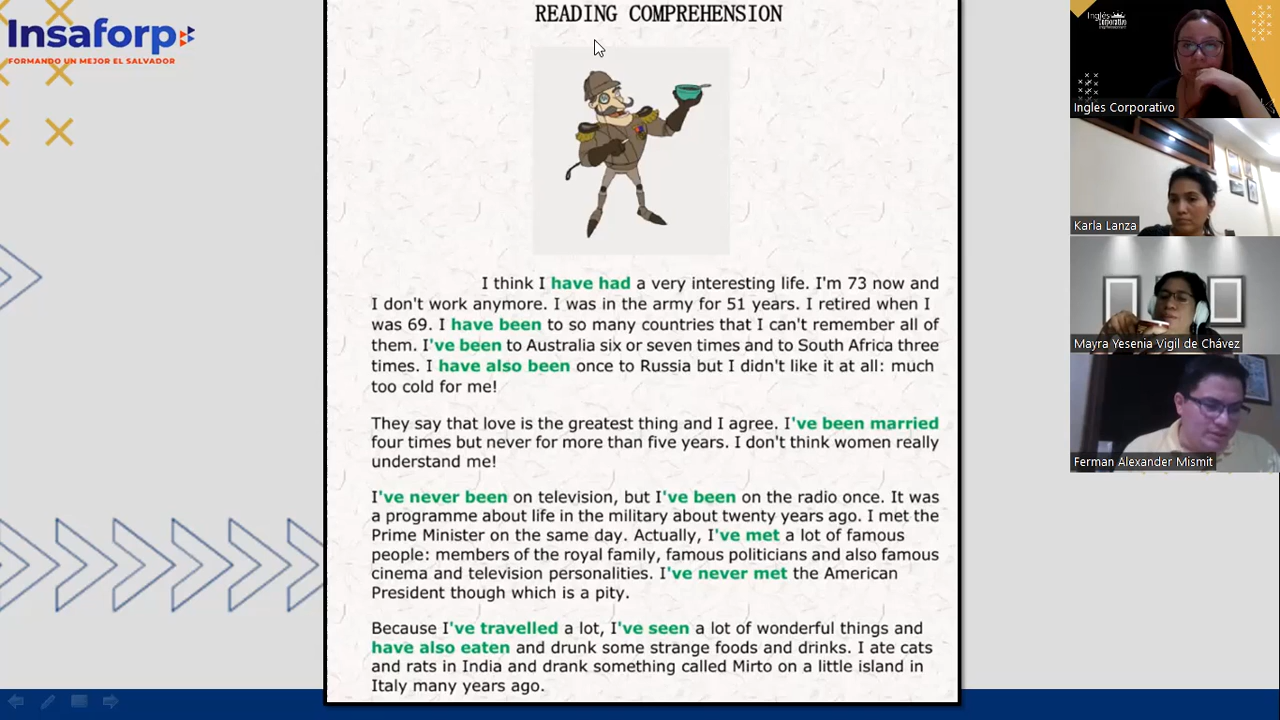 READING COMPREHENSION
Insaforp
FORMANDO UN MEJOR EL SALVADOR
I think I have had a very interesting life. I'm 73 now and
I don't work anymore. I was in the army for 51 years. I retired when I
was 69. I have been to so many countries that I can't remember all of
them. I've been to Australia six or seven times and to South Africa three
times. I have also been once to Russia but I didn't like it at all: much
too cold for me!
They say that love is the greatest thing and I agree. I've been married
four times but never for more than five years. I don't think women really
understand me!
I've never been on television, but I've been on the radio once. It was
a programme about life in the military about twenty years ago. I met the
Prime Minister on the same day. Actually, I've met a lot of famous
people: members of the royal family, famous politicians and also famous
cinema and television personalities. I've never met the American
President though which is a pity.
Because I've travelled a lot, I've seen a lot of wonderful things and
have also eaten and drunk some strange foods and drinks. I ate cats
and rats in India and drank something called Mirto on a little island in
Italy many years ago.
Inglés
Corporativo
Ingles Corporativo
Karla Lanza
Mayra Yesenia Vigil de Chávez
Ferman Alexander Mismit